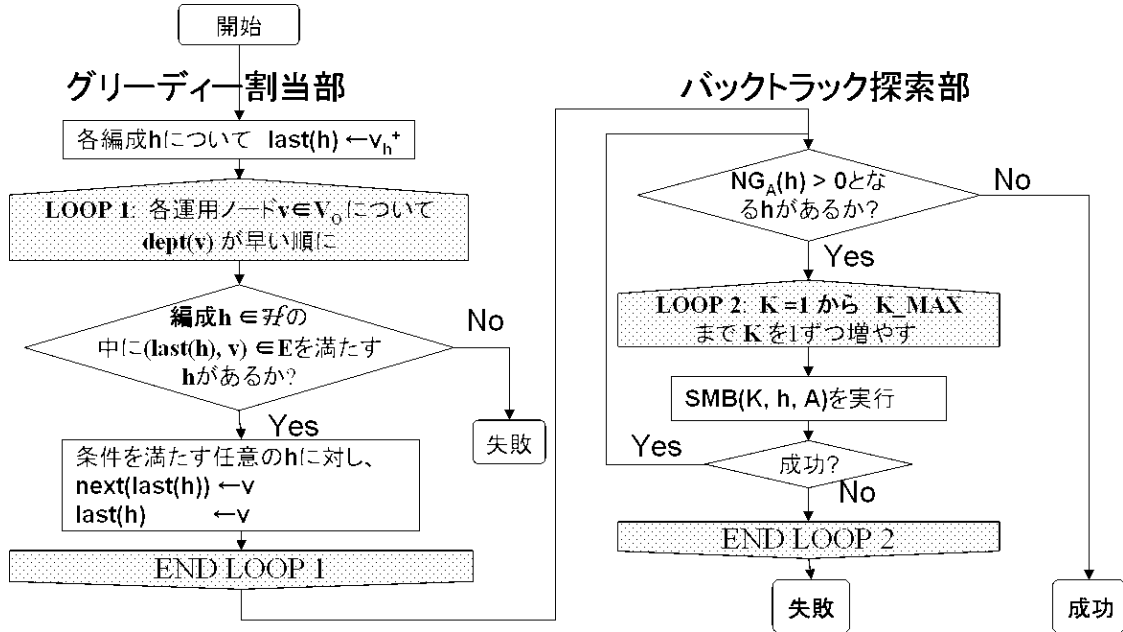 開始
グリーディー割当部
各編成hについて last(h) ←v_h⁺
LOOP 1: 各運用ノードv∈V_Oについて
dept(v) が早い順に
編成h ∈ ℋの
中に(last(h), v) ∈Eを満たす
hがあるか?
No
失敗
Yes
条件を満たす任意のhに対し、
next(last(h)) ←v
last(h) ←v
END LOOP 1
バックトラック探索部
NG_A(h) > 0とな
るhがあるか?
No
Yes
LOOP 2: K =1 から K_MAX
まで K を1ずつ増やす
SMB(K, h, A)を実行
Yes
成功?
No
END LOOP 2
失敗
成功